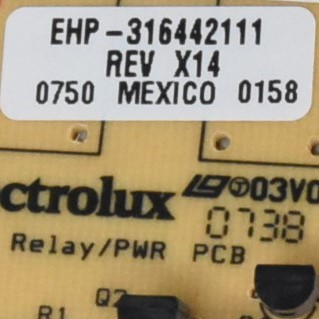 EHP-316442111
REV X14
0750 MEXICO 0158
ctrolux 03V0
0738
Relay/PWR PCB
R1 Q2